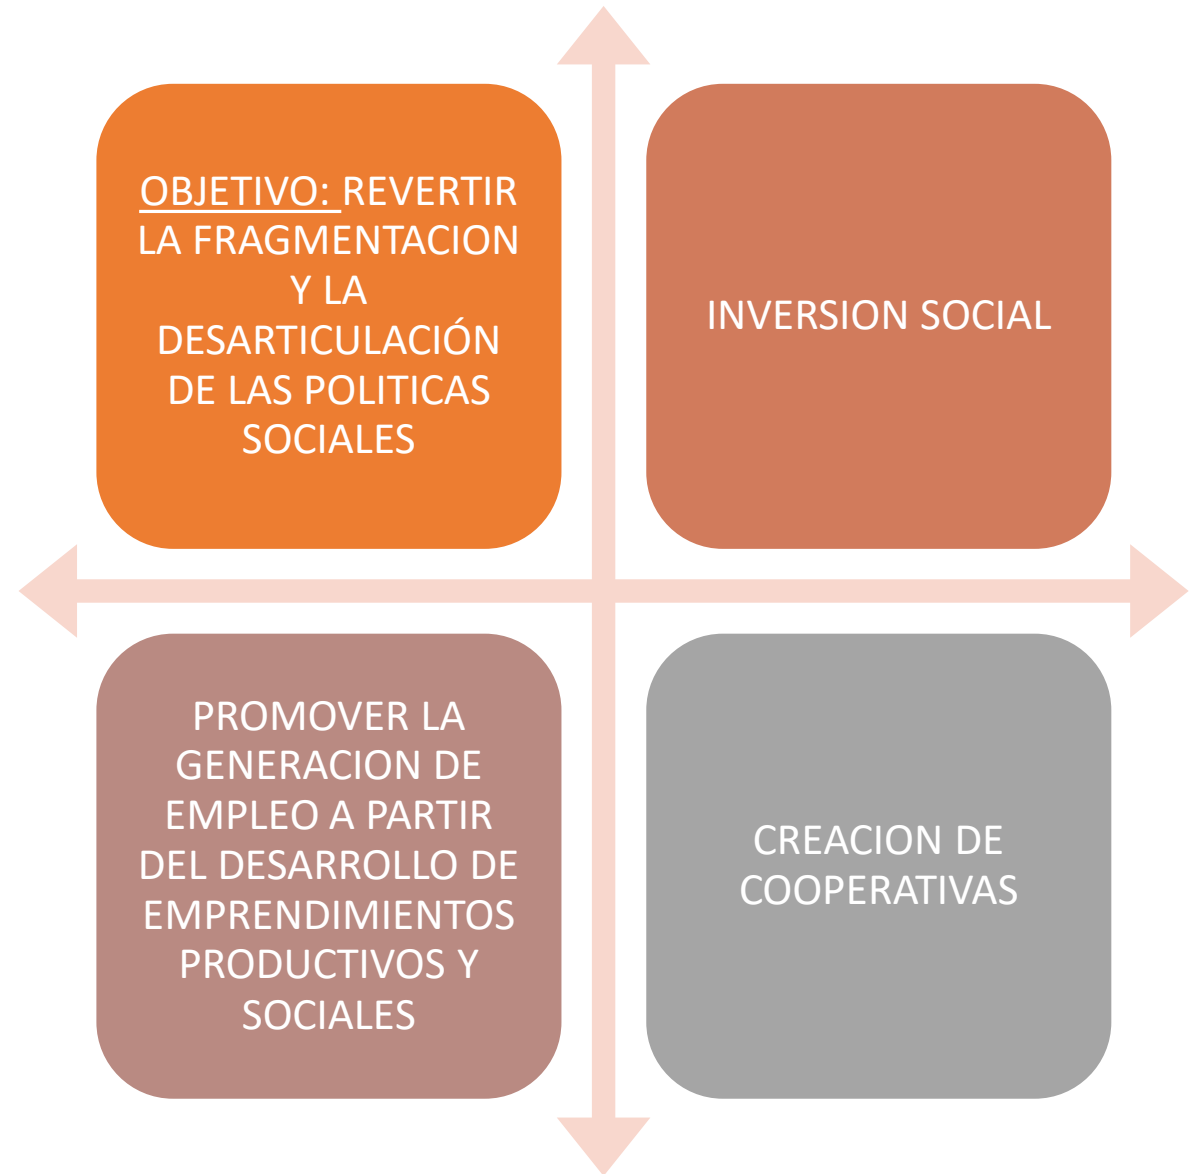 OBJETIVO: REVERTIR
LA FRAGMENTACION
Y LA
DESARTICULACIÓN
DE LAS POLITICAS
SOCIALES
INVERSION SOCIAL
PROMOVER LA
GENERACION DE
EMPLEO A PARTIR
DEL DESARROLLO DE
EMPRENDIMIENTOS
PRODUCTIVOS Y
SOCIALES
CREACION DE
COOPERATIVAS